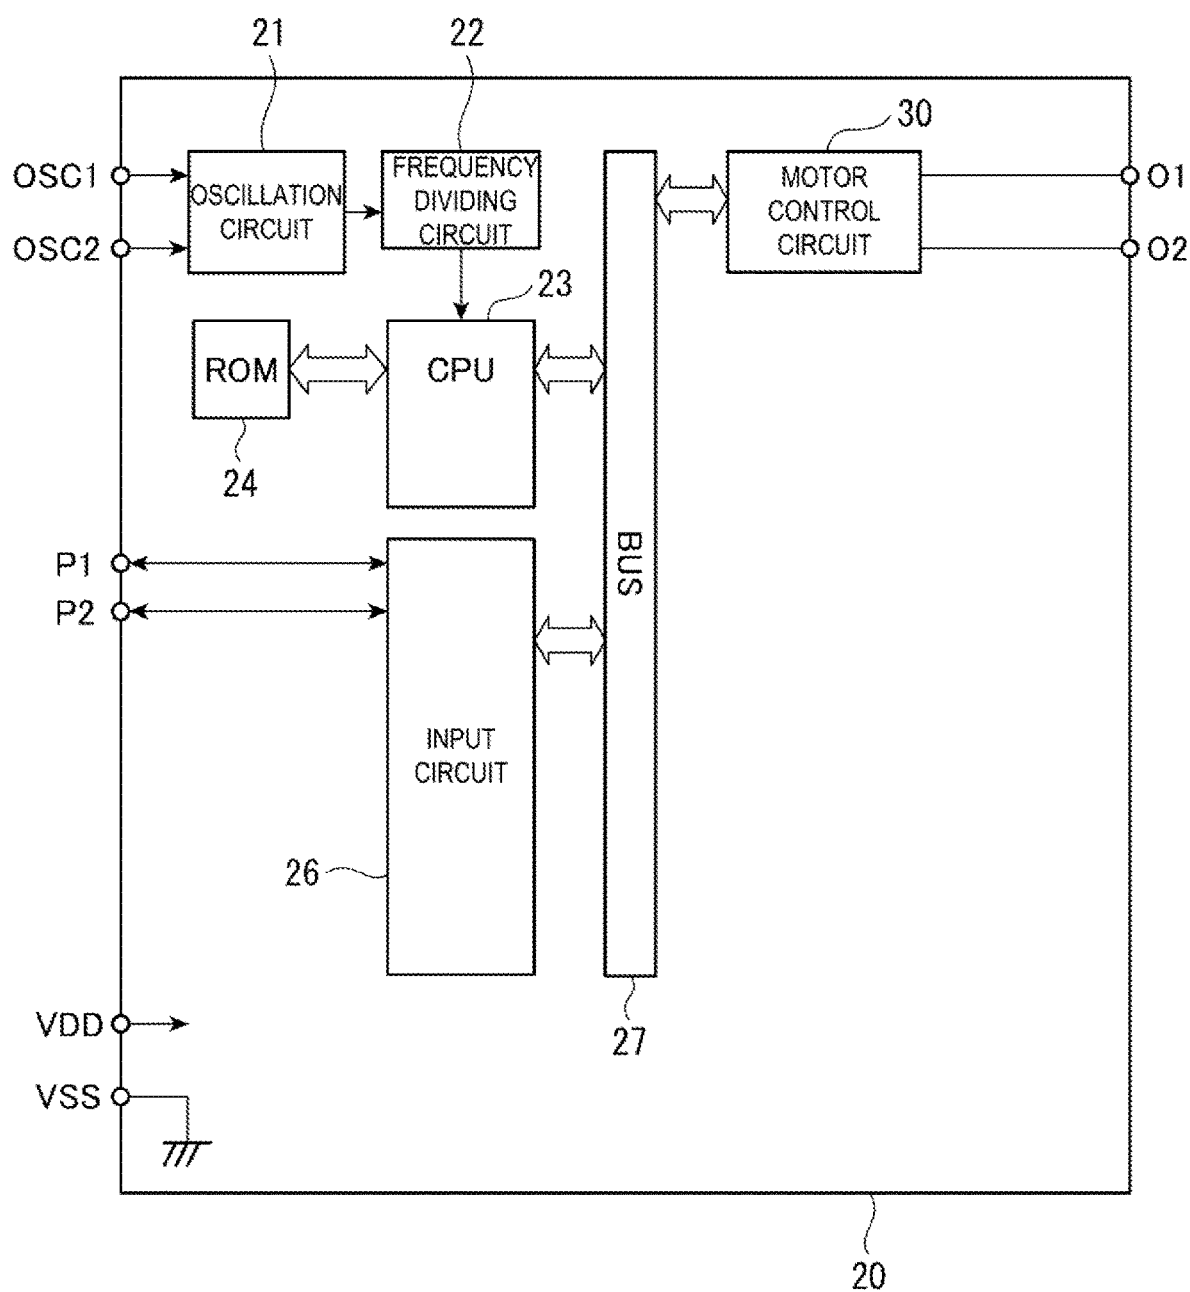 21
22
30
OSC1
OSCILLATION
CIRCUIT
FREQUENCY
DIVIDING
CIRCUIT
MOTOR
CONTROL
CIRCUIT
O1
OSC2
O2
23
ROM
CPU
24
BUS
P1
P2
INPUT
CIRCUIT
26
VDD
27
VSS
20